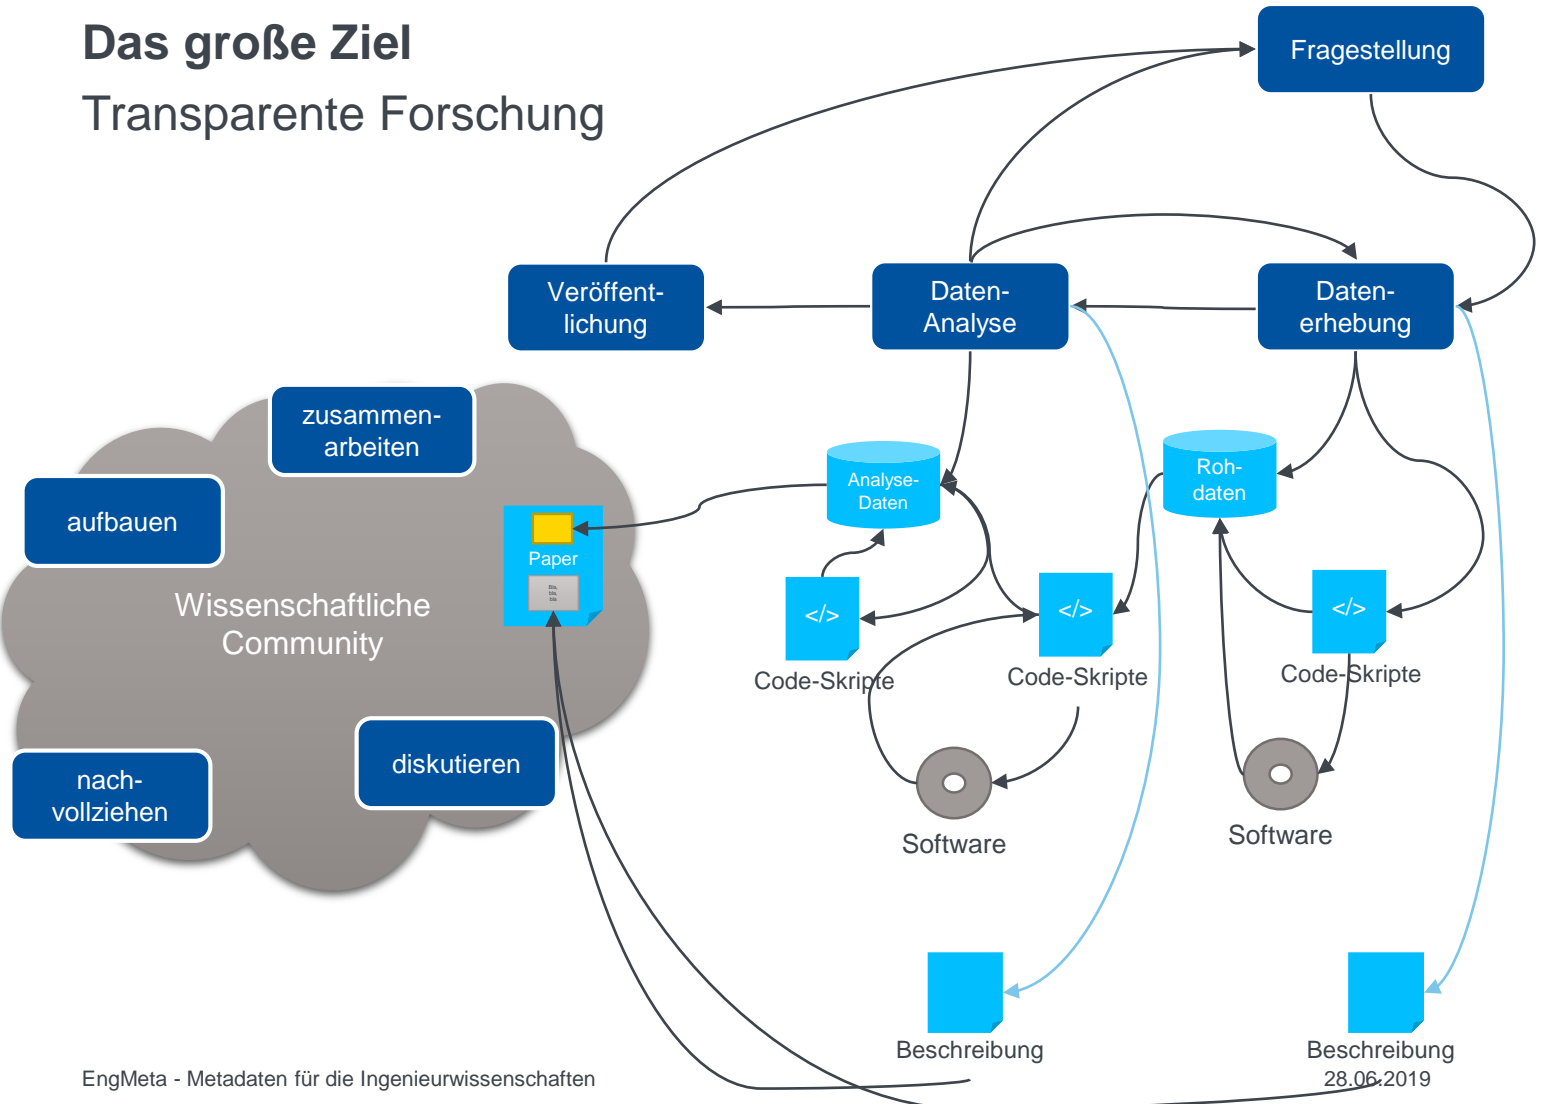 Das große Ziel
Transparente Forschung
Fragestellung
Veröffent-
lichung
Daten-
Analyse
Daten-
erhebung
zusammen-
arbeiten
aufbauen
Wissenschaftliche
Community
nach-
vollziehen
diskutieren
Paper
Bla,
bla,
Analyse-
Daten
Roh-
daten
</>
Code-Skripte
</>
Code-Skripte
</>
Code-Skripte
Software
Software
Beschreibung
Beschreibung
EngMeta - Metadaten für die Ingenieurwissenschaften
28.06.2019